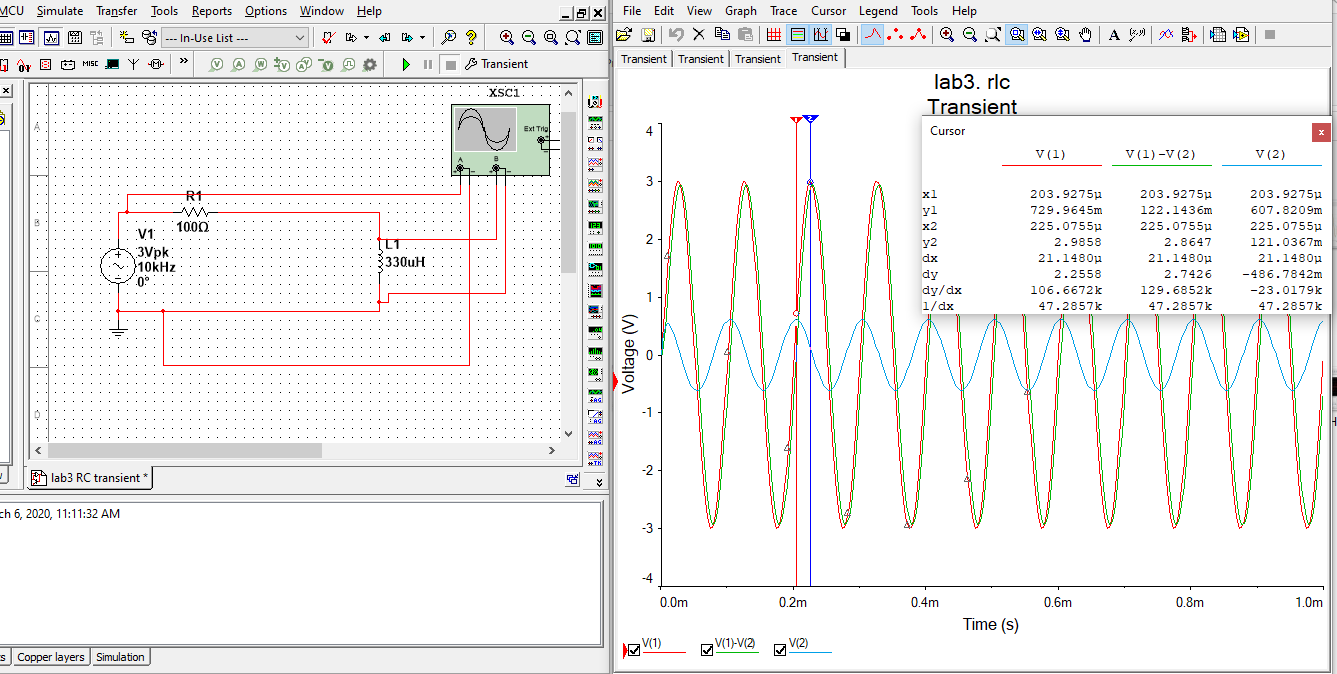 MCU Simulate Transfer Tools Reports Options Window Help
--- In-Use List ---
MISC
Transient
XSC1
Ext Trig
A B
A
B
C
D
R1
100Ω
V1
3Vpk
10kHz
0°
L1
330uH
lab3 RC transient *
ch 6, 2020, 11:11:32 AM
Copper layers Simulation
File Edit View Graph Trace Cursor Legend Tools Help
Transient Transient Transient Transient
lab3. rlc
Transient
Cursor x
V(1) V(1)-V(2) V(2)
x1 203.9275µ 203.9275µ 203.9275µ
y1 729.9645m 122.1436m 607.8209m
x2 225.0755µ 225.0755µ 225.0755µ
y2 2.9858 2.8647 121.0367m
dx 21.1480µ 21.1480µ 21.1480µ
dy 2.2558 2.7426 -486.7842m
dy/dx 106.6672k 129.6852k -23.0179k
1/dx 47.2857k 47.2857k 47.2857k
4
3
2
1
0
-1
-2
-3
-4
Voltage (V)
0.0m 0.2m 0.4m 0.6m 0.8m 1.0m
Time (s)
V(1) V(1)-V(2) V(2)